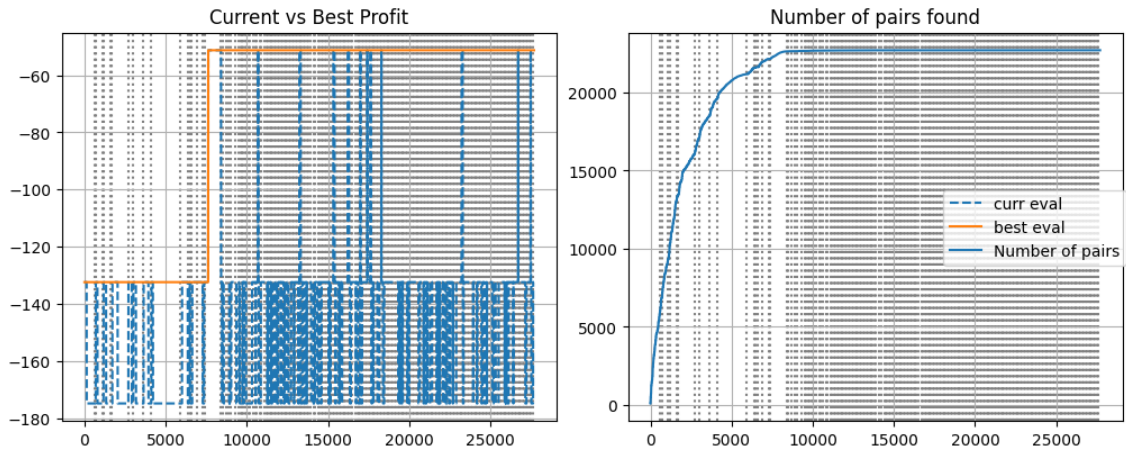 Current vs Best Profit
−60
−80
−100
−120
−140
−160
−180
0 5000 10000 15000 20000 25000
Number of pairs found
20000
15000
10000
5000
0
0 5000 10000 15000 20000 25000
curr eval
best eval
Number of pairs